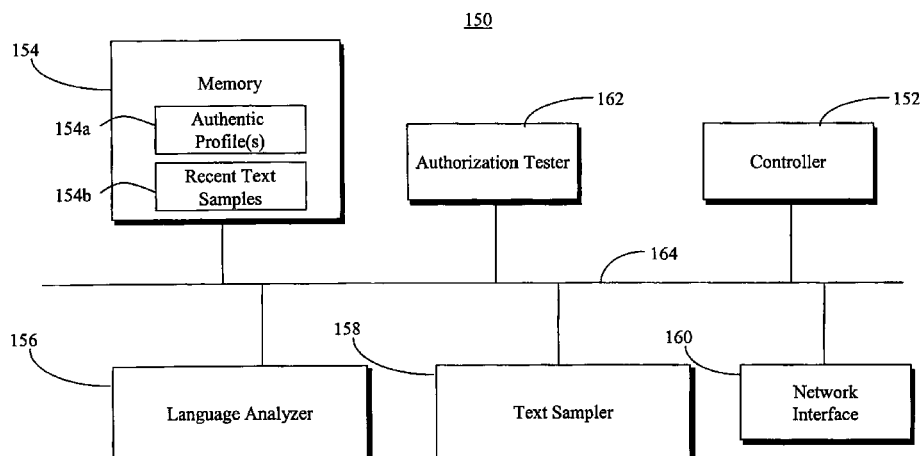 150
154
Memory
154a
Authentic
Profile(s)
154b
Recent Text
Samples
162
Authorization Tester
152
Controller
164
156
Language Analyzer
158
Text Sampler
160
Network
Interface